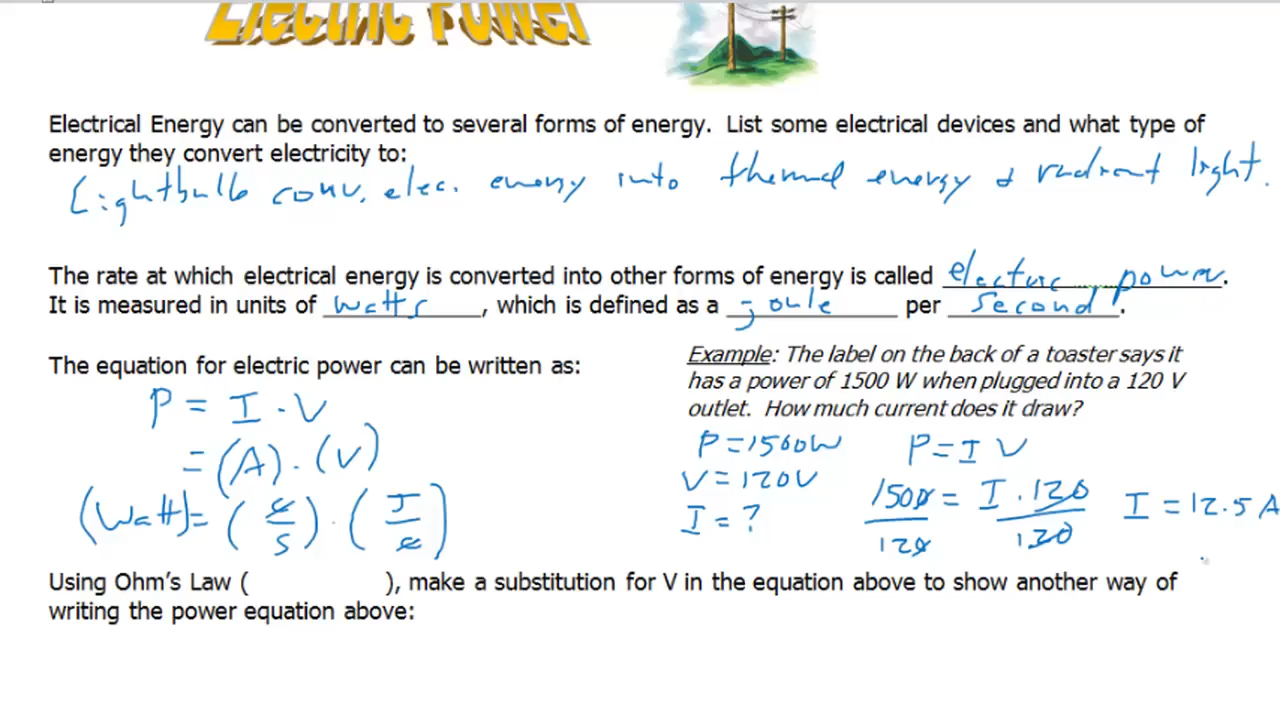 Electric Power
Electrical Energy can be converted to several forms of energy. List some electrical devices and what type of
energy they convert electricity to:
Lightbulb conv. elec. energy into thermal energy & radiant light.
The rate at which electrical energy is converted into other forms of energy is called electric power.
It is measured in units of watts, which is defined as a joule per second.
The equation for electric power can be written as:
P = I · V
= (A) · (V)
(Watt) = (c/s) · (J/c)
Example: The label on the back of a toaster says it
has a power of 1500 W when plugged into a 120 V
outlet. How much current does it draw?
P = 1500W
V = 120V
I = ?
P = I V
1500/120 = I · 120/120
I = 12.5 A
Using Ohm's Law ( ), make a substitution for V in the equation above to show another way of
writing the power equation above: